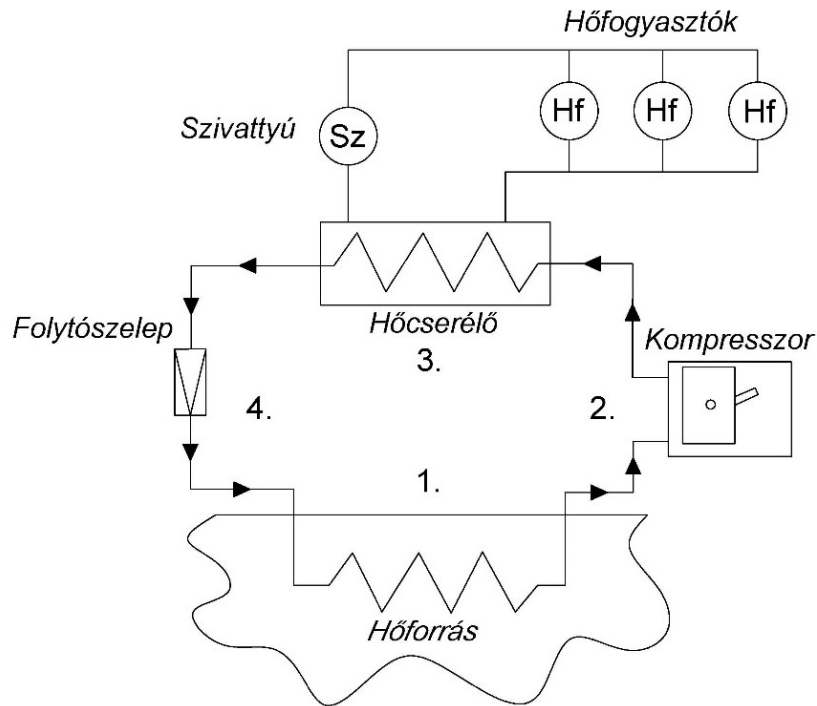 Hőfogyasztók
Szivattyú
Sz
Hf
Hf
Hf
Folytószelep
Hőcserélő
Kompresszor
3.
4.
2.
1.
Hőforrás